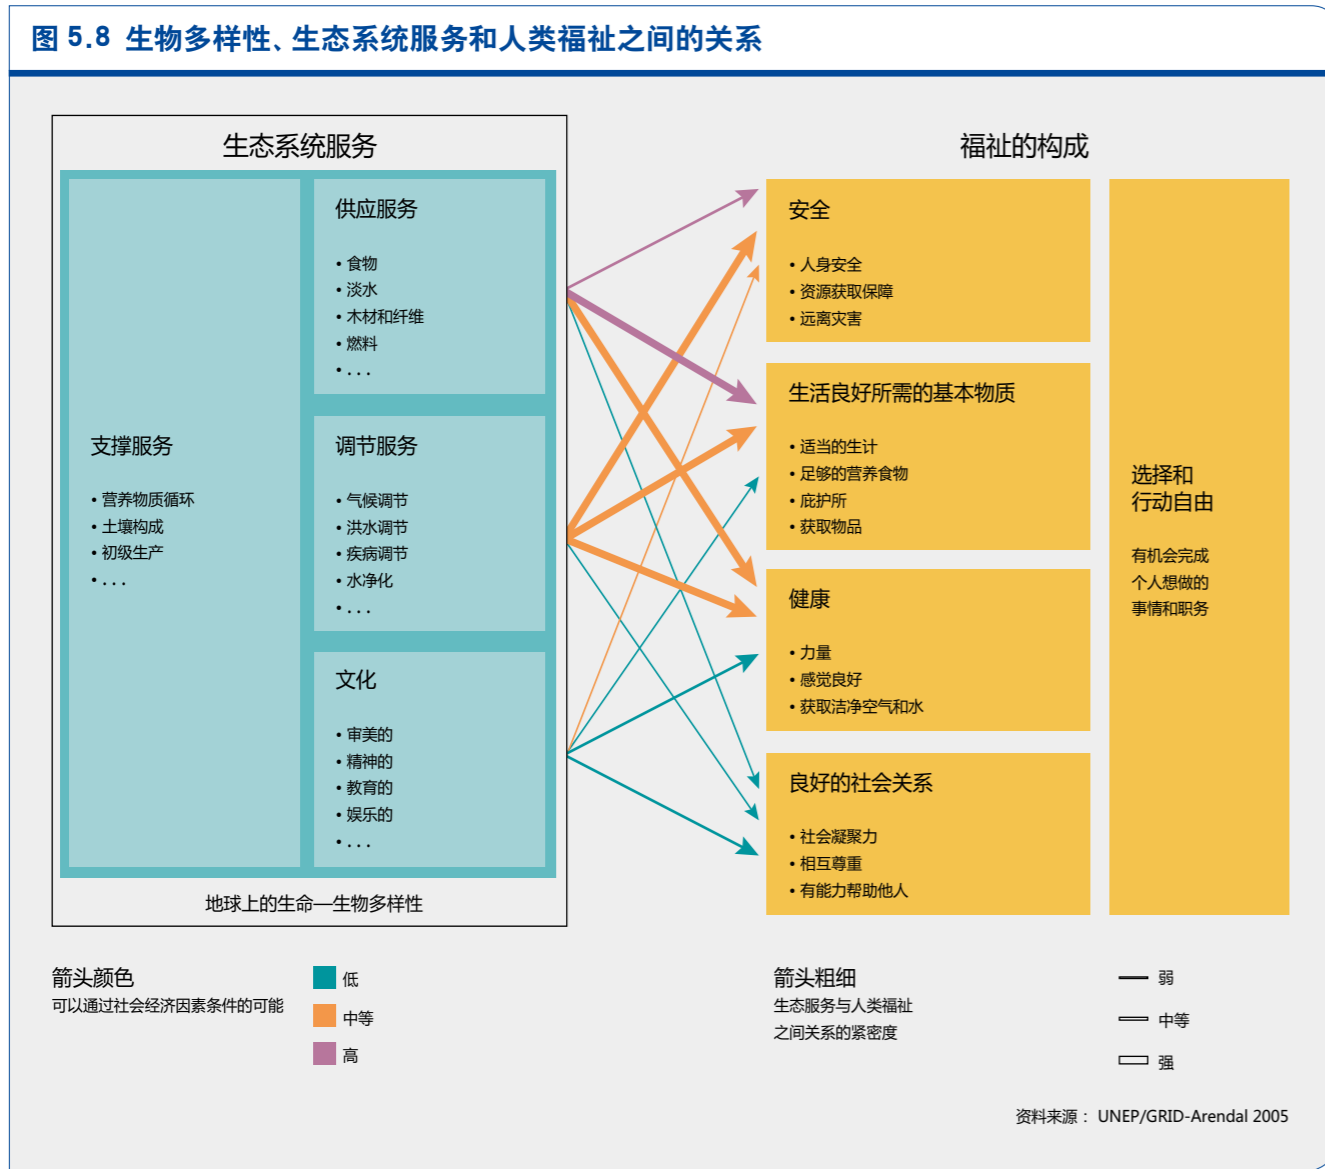 图 5.8 生物多样性、生态系统服务和人类福祉之间的关系
生态系统服务
支撑服务
• 营养物质循环
• 土壤构成
• 初级生产
• . . .
供应服务
• 食物
• 淡水
• 木材和纤维
• 燃料
• . . .
调节服务
• 气候调节
• 洪水调节
• 疾病调节
• 水净化
• . . .
文化
• 审美的
• 精神的
• 教育的
• 娱乐的
• . . .
地球上的生命—生物多样性
福祉的构成
安全
• 人身安全
• 资源获取保障
• 远离灾害
生活良好所需的基本物质
• 适当的生计
• 足够的营养食物
• 庇护所
• 获取物品
健康
• 力量
• 感觉良好
• 获取洁净空气和水
良好的社会关系
• 社会凝聚力
• 相互尊重
• 有能力帮助他人
选择和
行动自由
有机会完成
个人想做的
事情和职务
箭头颜色
可以通过社会经济因素条件的可能
低
中等
高
箭头粗细
生态服务与人类福祉
之间关系的紧密度
弱
中等
强
资料来源： UNEP/GRID-Arendal 2005